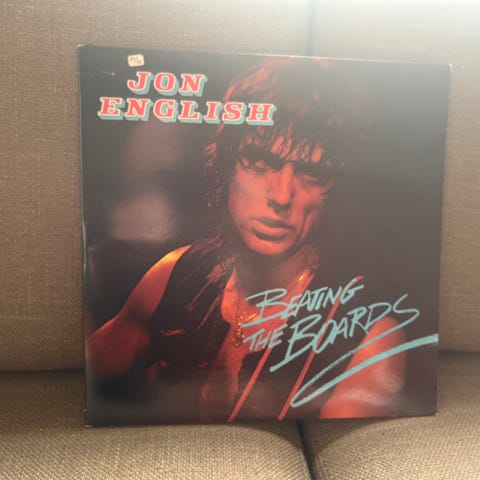 JON
ENGLISH
BEATING
THE BOARDS